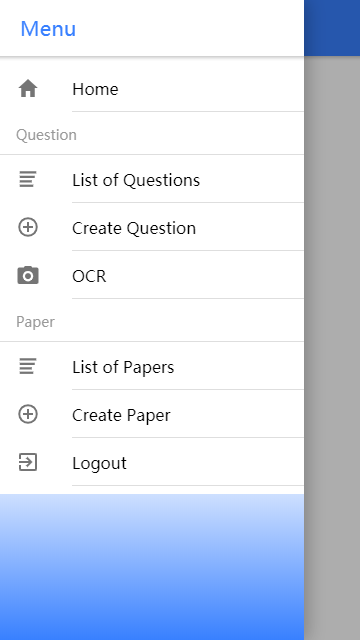 Menu
Home
Question
List of Questions
Create Question
OCR
Paper
List of Papers
Create Paper
Logout